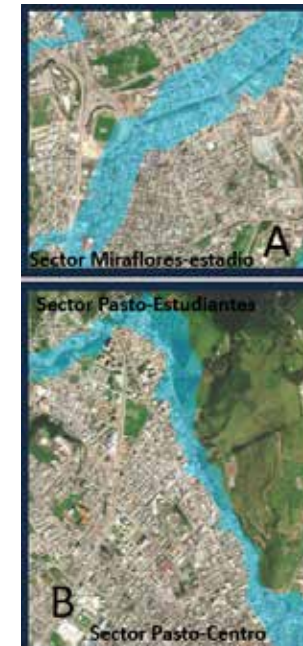 A
Sector Miraflores-estadio
Sector Pasto-Estudiantes
B
Sector Pasto-Centro